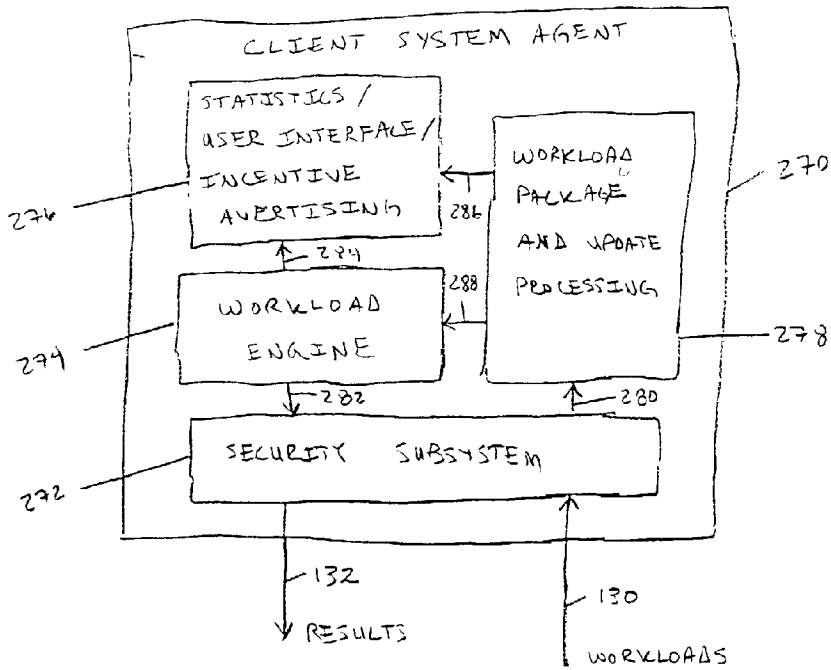 CLIENT SYSTEM AGENT
STATISTICS/
USER INTERFACE/
INCENTIVE
ADVERTISING
WORKLOAD
PACKAGE
AND UPDATE
PROCESSING
270
276
286
284
288
WORKLOAD
ENGINE
274
278
282
280
SECURITY SUBSYSTEM
272
132
130
RESULTS
WORKLOADS